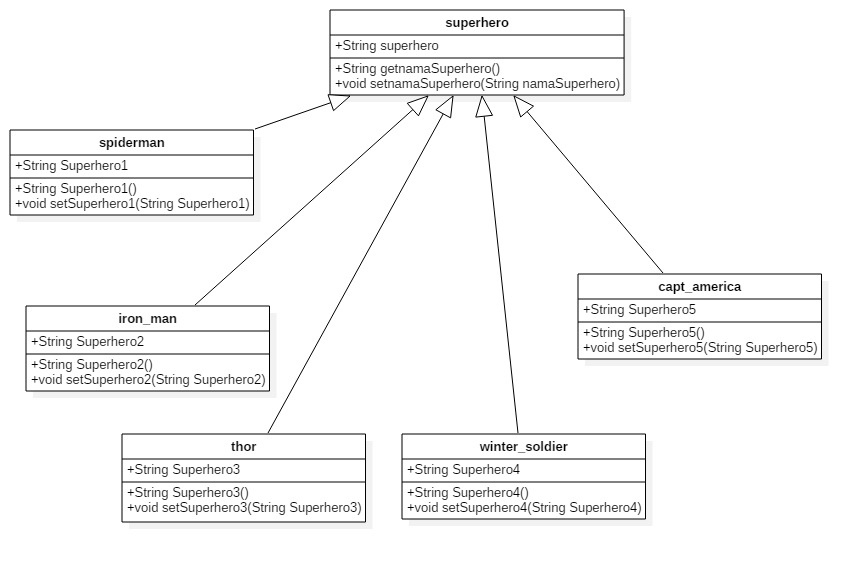 superhero
+String superhero
+String getnamaSuperhero()
+void setnamaSuperhero(String namaSuperhero)
spiderman
+String Superhero1
+String Superhero1()
+void setSuperhero1(String Superhero1)
iron_man
+String Superhero2
+String Superhero2()
+void setSuperhero2(String Superhero2)
thor
+String Superhero3
+String Superhero3()
+void setSuperhero3(String Superhero3)
winter_soldier
+String Superhero4
+String Superhero4()
+void setSuperhero4(String Superhero4)
capt_america
+String Superhero5
+String Superhero5()
+void setSuperhero5(String Superhero5)